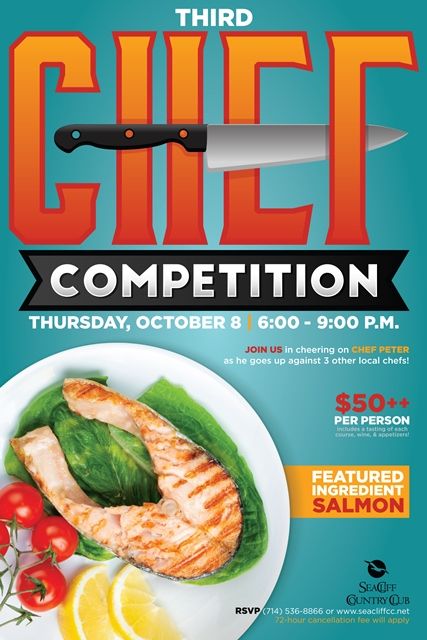 THIRD
CHEF
COMPETITION
THURSDAY, OCTOBER 8 | 6:00 - 9:00 P.M.
JOIN US in cheering on CHEF PETER
as he goes up against 3 other local chefs!
$50++
PER PERSON
includes a tasting of each
course, wine, & appetizers!
FEATURED
INGREDIENT
SALMON
SEACLIFF
COUNTRY CLUB
RSVP (714) 536-8866 or www.seacliffcc.net
72-hour cancellation fee will apply